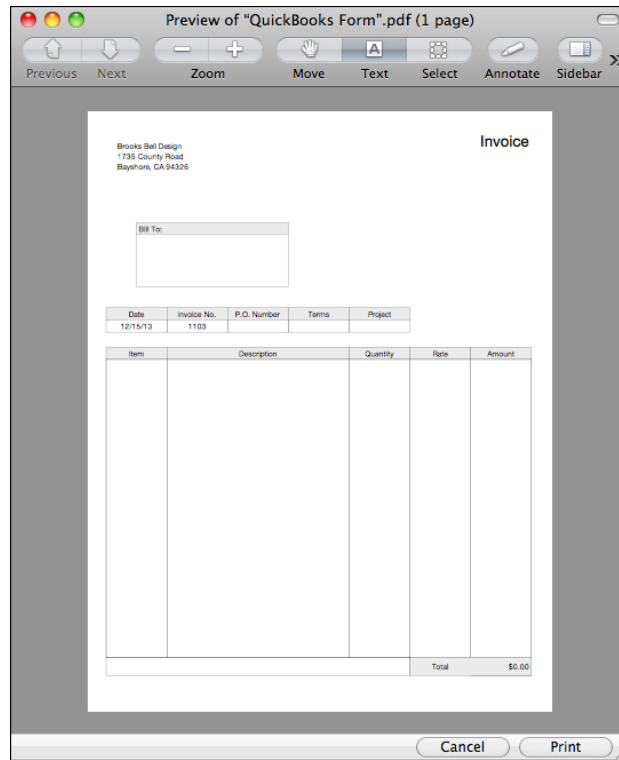 Preview of “QuickBooks Form”.pdf (1 page)
Previous Next Zoom Move Text Select Annotate Sidebar
Invoice
Brooks Bell Design
1735 County Road
Bayshore, CA 94326
Bill To:
Date Invoice No. P.O. Number Terms Project
12/15/13 1103
Item Description Quantity Rate Amount
Total $0.00
Cancel Print